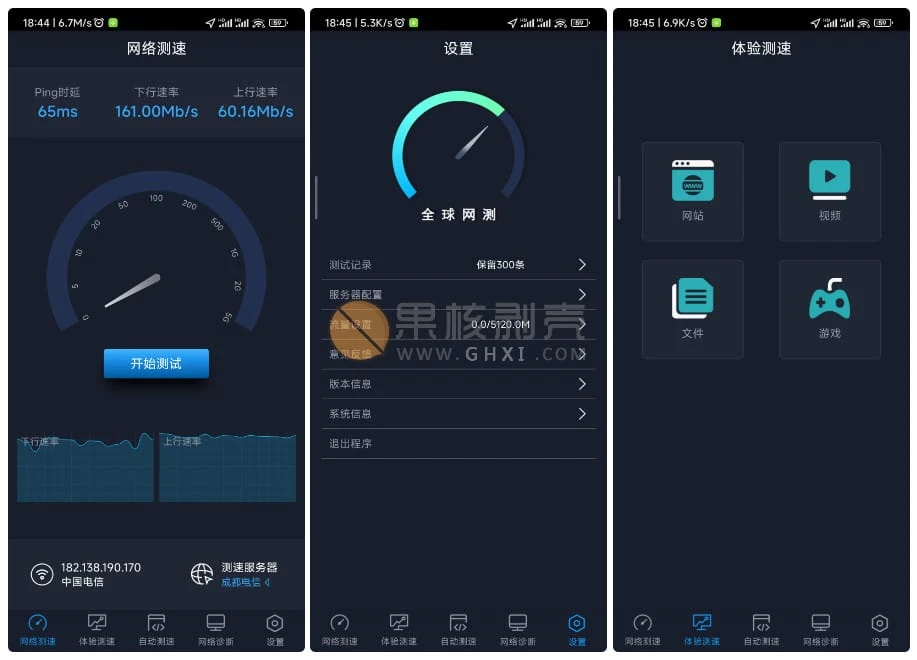 18:44 | 6.7M/s
59
网络测速
Ping时延
下行速率
上行速率
65ms
161.00Mb/s
60.16Mb/s
0
5
10
20
50
100
200
500
1G
2G
5G
开始测试
下行速率
上行速率
182.138.190.170
中国电信
测速服务器
成都电信
网络测速
体验测速
自动测速
网络诊断
设置
18:45 | 5.3K/s
59
设置
全球网测
测试记录
保留300条
服务器配置
流量设置
0.0/5120.0M
意见反馈
版本信息
系统信息
退出程序
果核剥壳
WWW.GHXI.COM
网络测速
体验测速
自动测速
网络诊断
设置
18:45 | 6.9K/s
59
体验测速
WWW
网站
视频
文件
游戏
网络测速
体验测速
自动测速
网络诊断
设置